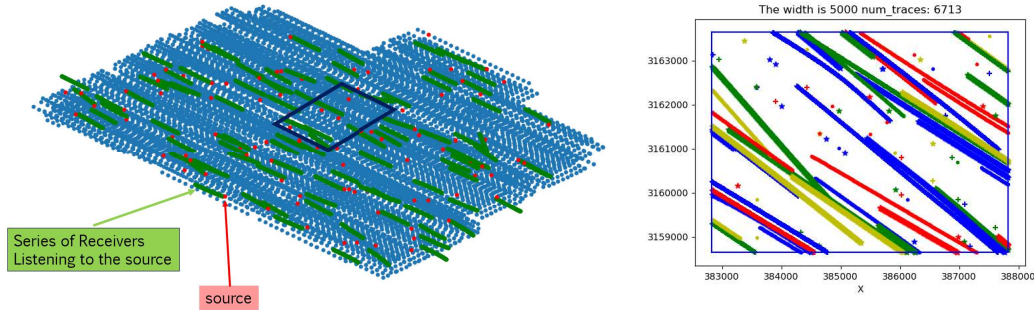 Series of Receivers
Listening to the source
source
The width is 5000 num_traces: 6713
3163000
3162000
3161000
3160000
3159000
383000 384000 385000 386000 387000 388000
X